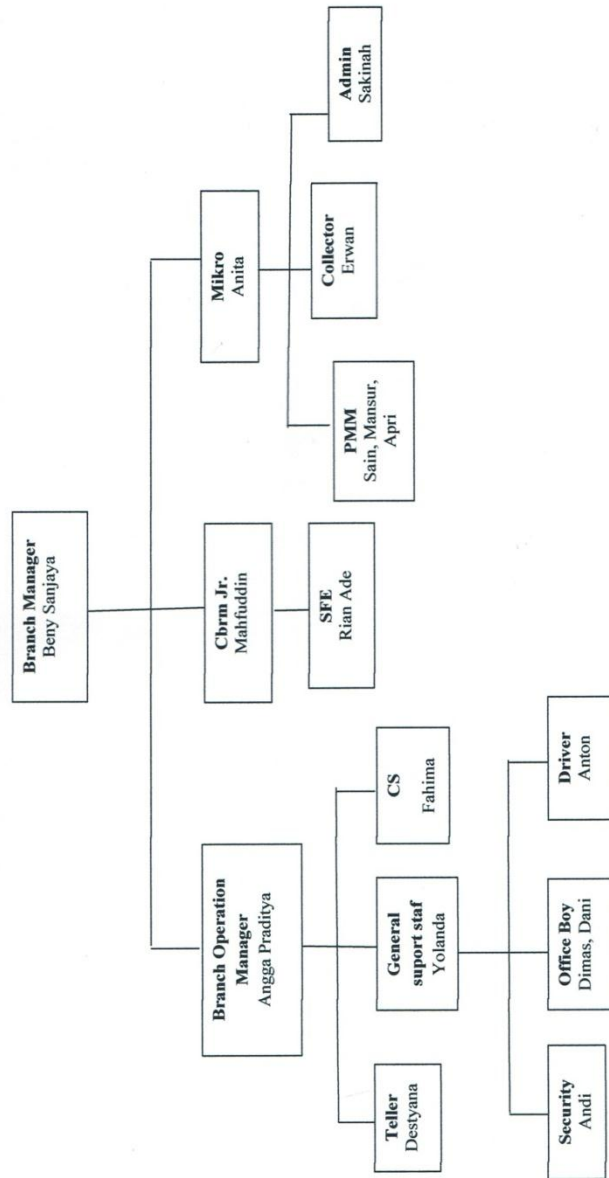 Branch Manager
Beny Sanjaya
Branch Operation
Manager
Angga Praditya
Cbrm Jr.
Mahfuddin
Mikro
Anita
Teller
Destyana
General
suport staf
Yolanda
CS
Fahima
SFE
Rian Ade
PMM
Sain, Mansur,
Apri
Collector
Erwan
Admin
Sakinah
Security
Andi
Office Boy
Dimas, Dani
Driver
Anton